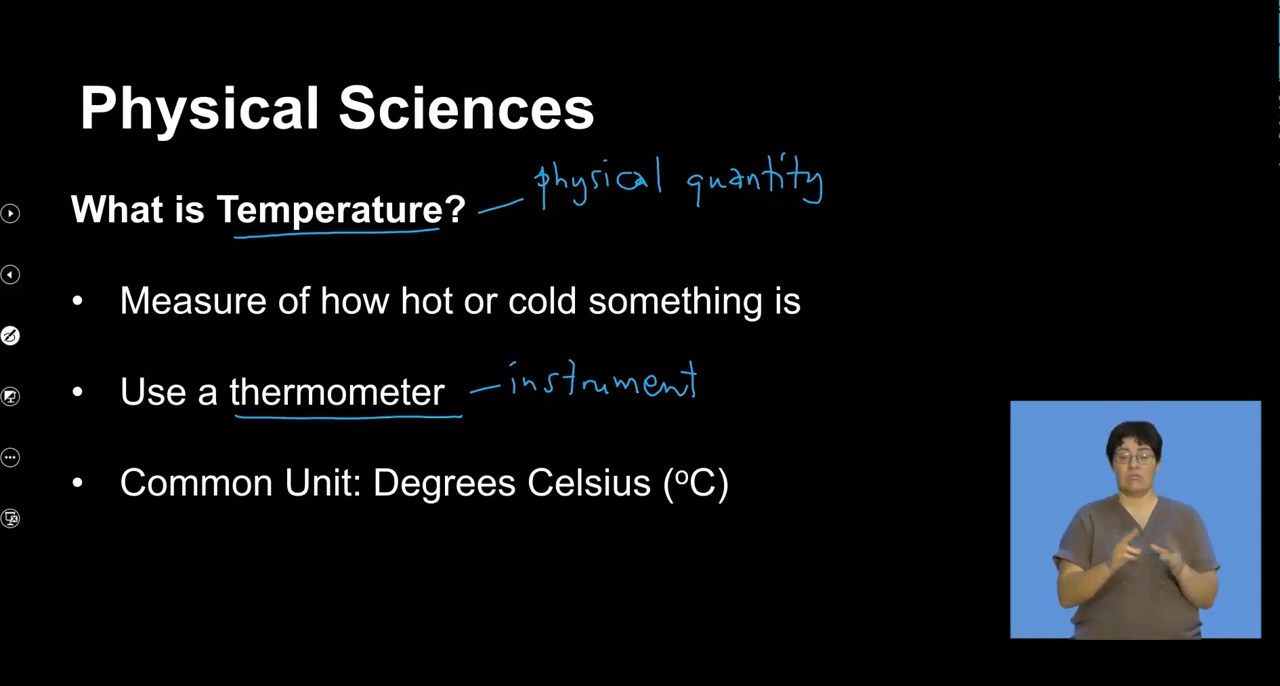 Physical Sciences
What is Temperature? – physical quantity
• Measure of how hot or cold something is
• Use a thermometer – instrument
• Common Unit: Degrees Celsius (ºC)